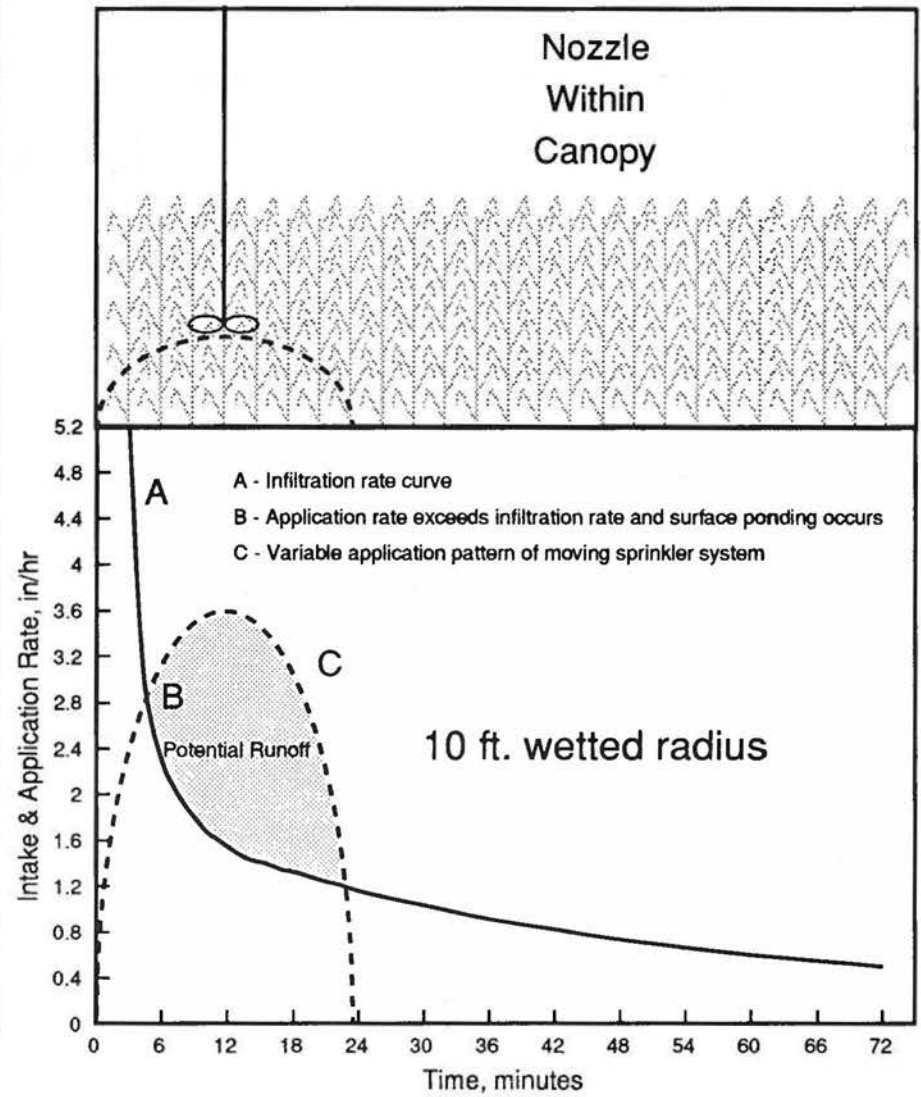 Nozzle
Within
Canopy
5.2
4.8
4.4
4
3.6
3.2
2.8
2.4
2
1.6
1.2
0.8
0.4
0
Intake & Application Rate, in/hr
A
A - Infiltration rate curve
B - Application rate exceeds infiltration rate and surface ponding occurs
C - Variable application pattern of moving sprinkler system
C
B
Potential Runoff
10 ft. wetted radius
0 6 12 18 24 30 36 42 48 54 60 66 72
Time, minutes